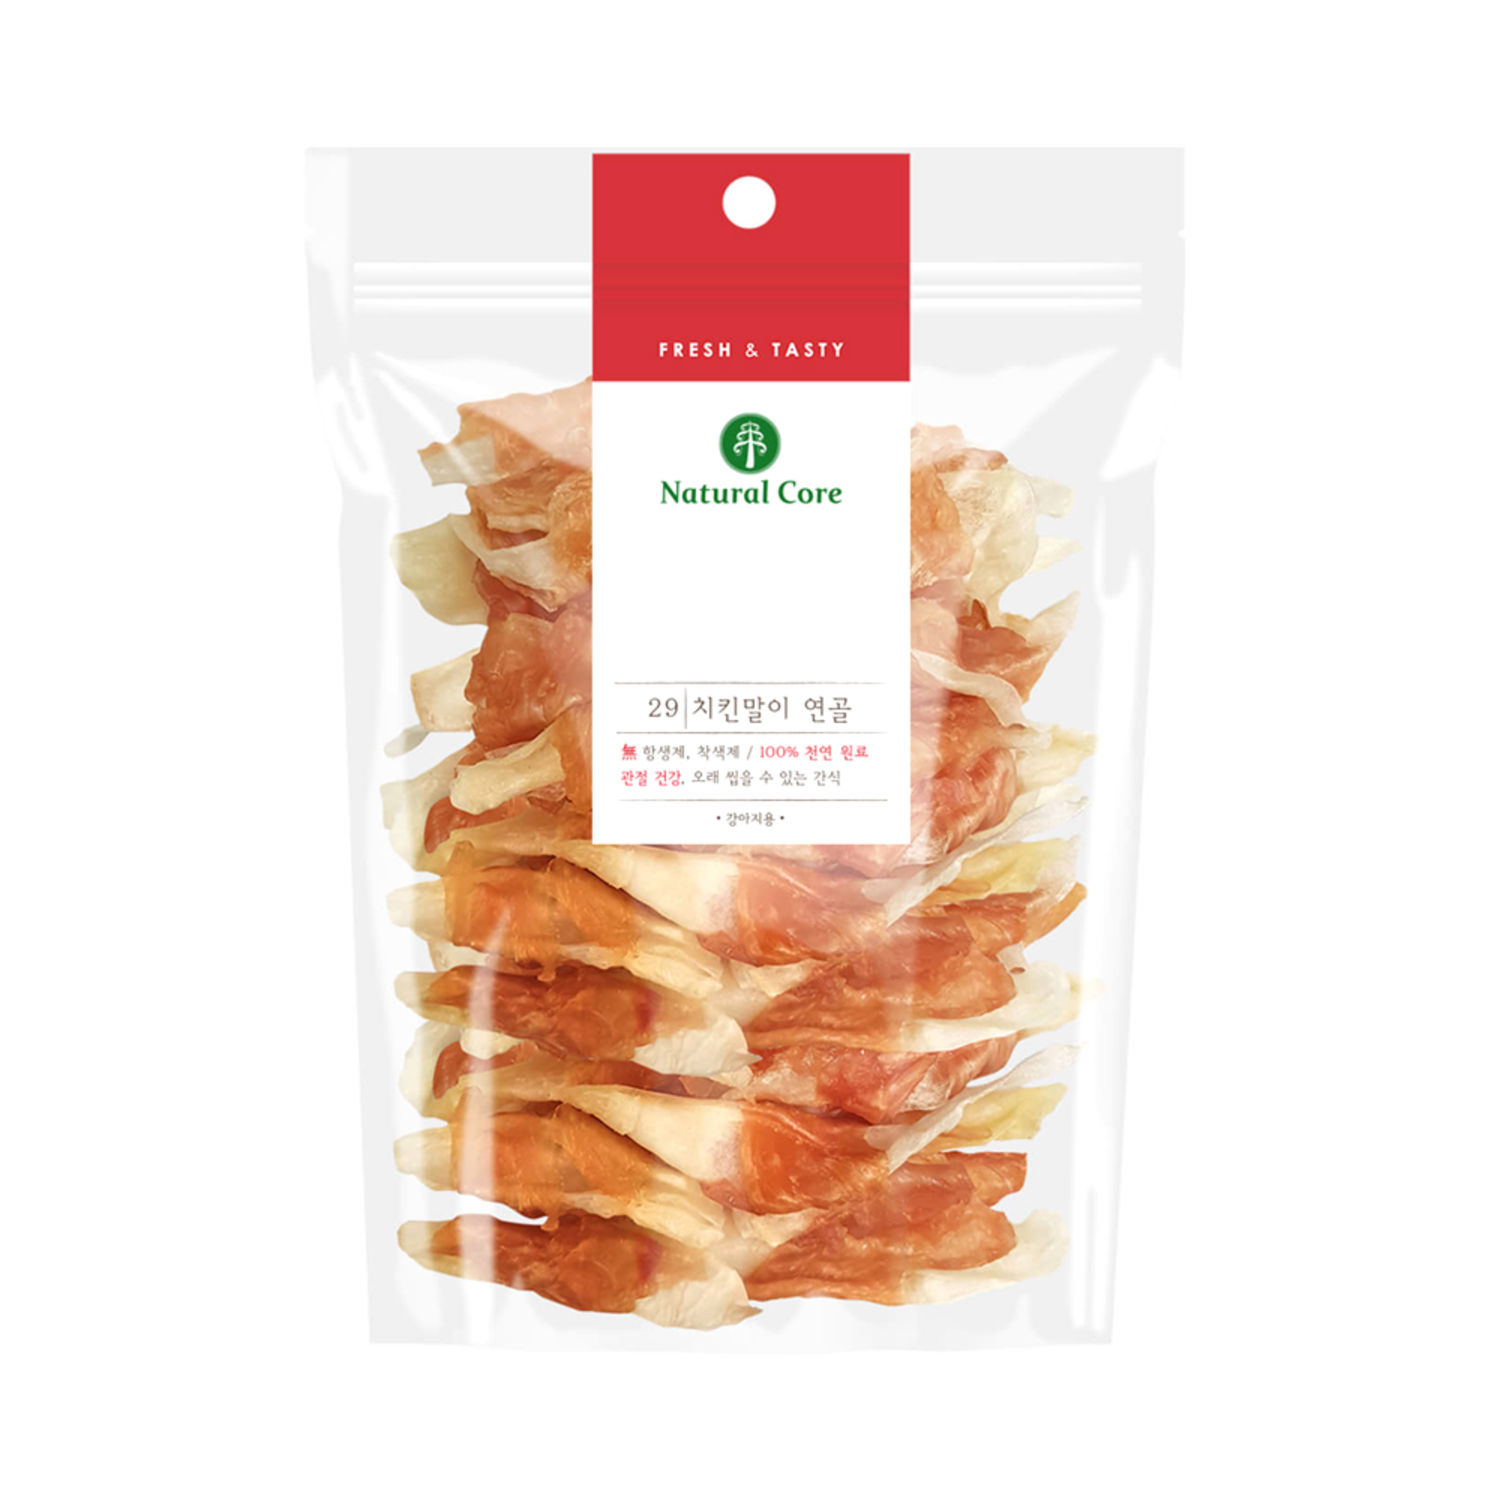 FRESH & TASTY
Natural Core
29 치킨말이 연골
無 항생제, 착색제 / 100% 천연 원료
관절 건강, 오래 씹을 수 있는 간식
• 강아지용 •